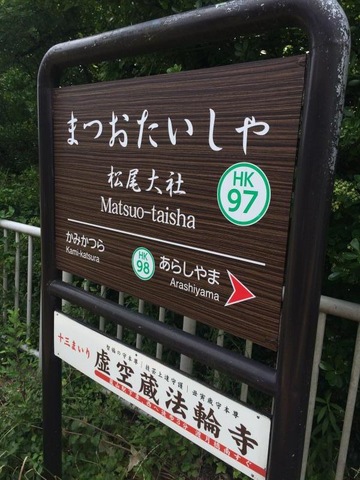 まつおたいしゃ
松尾大社
Matsuo-taisha
HK
97
かみかつら
Kami-katsura
HK
98
あらしやま
Arashiyama
十三まいり
虚空蔵法輪寺